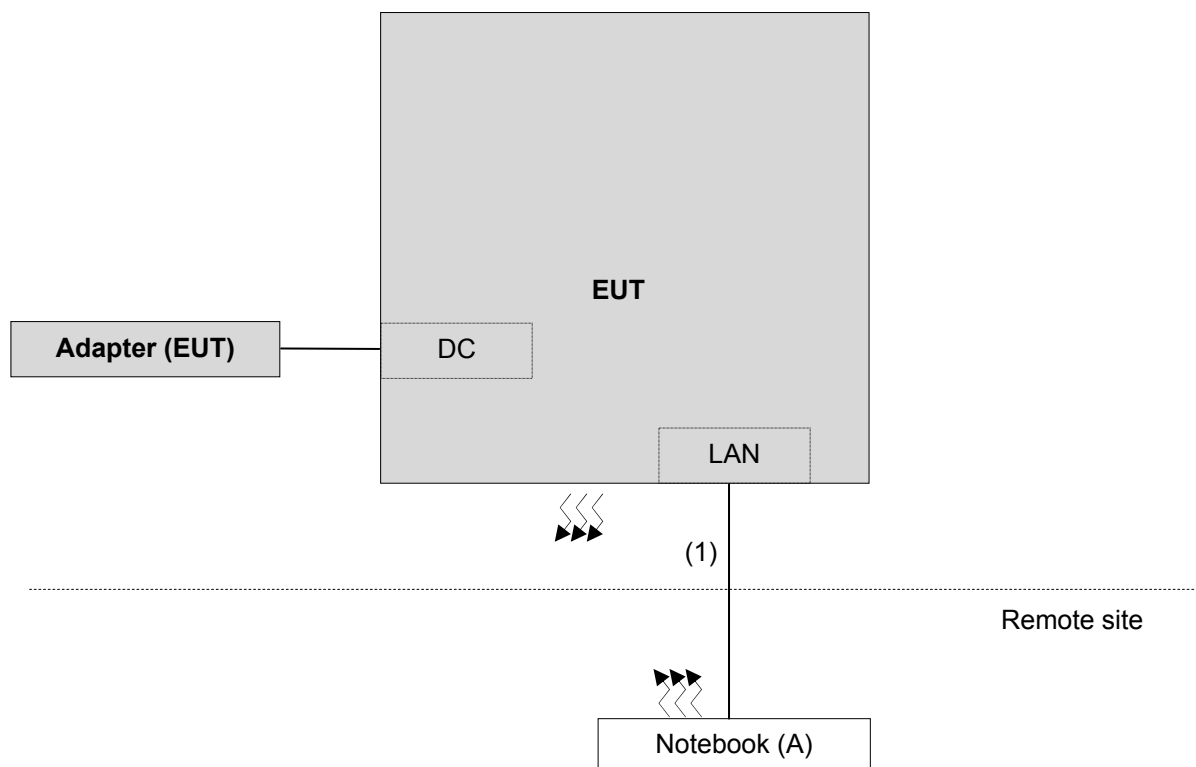 EUT
Adapter (EUT)
DC
LAN
(1)
Remote site
Notebook (A)